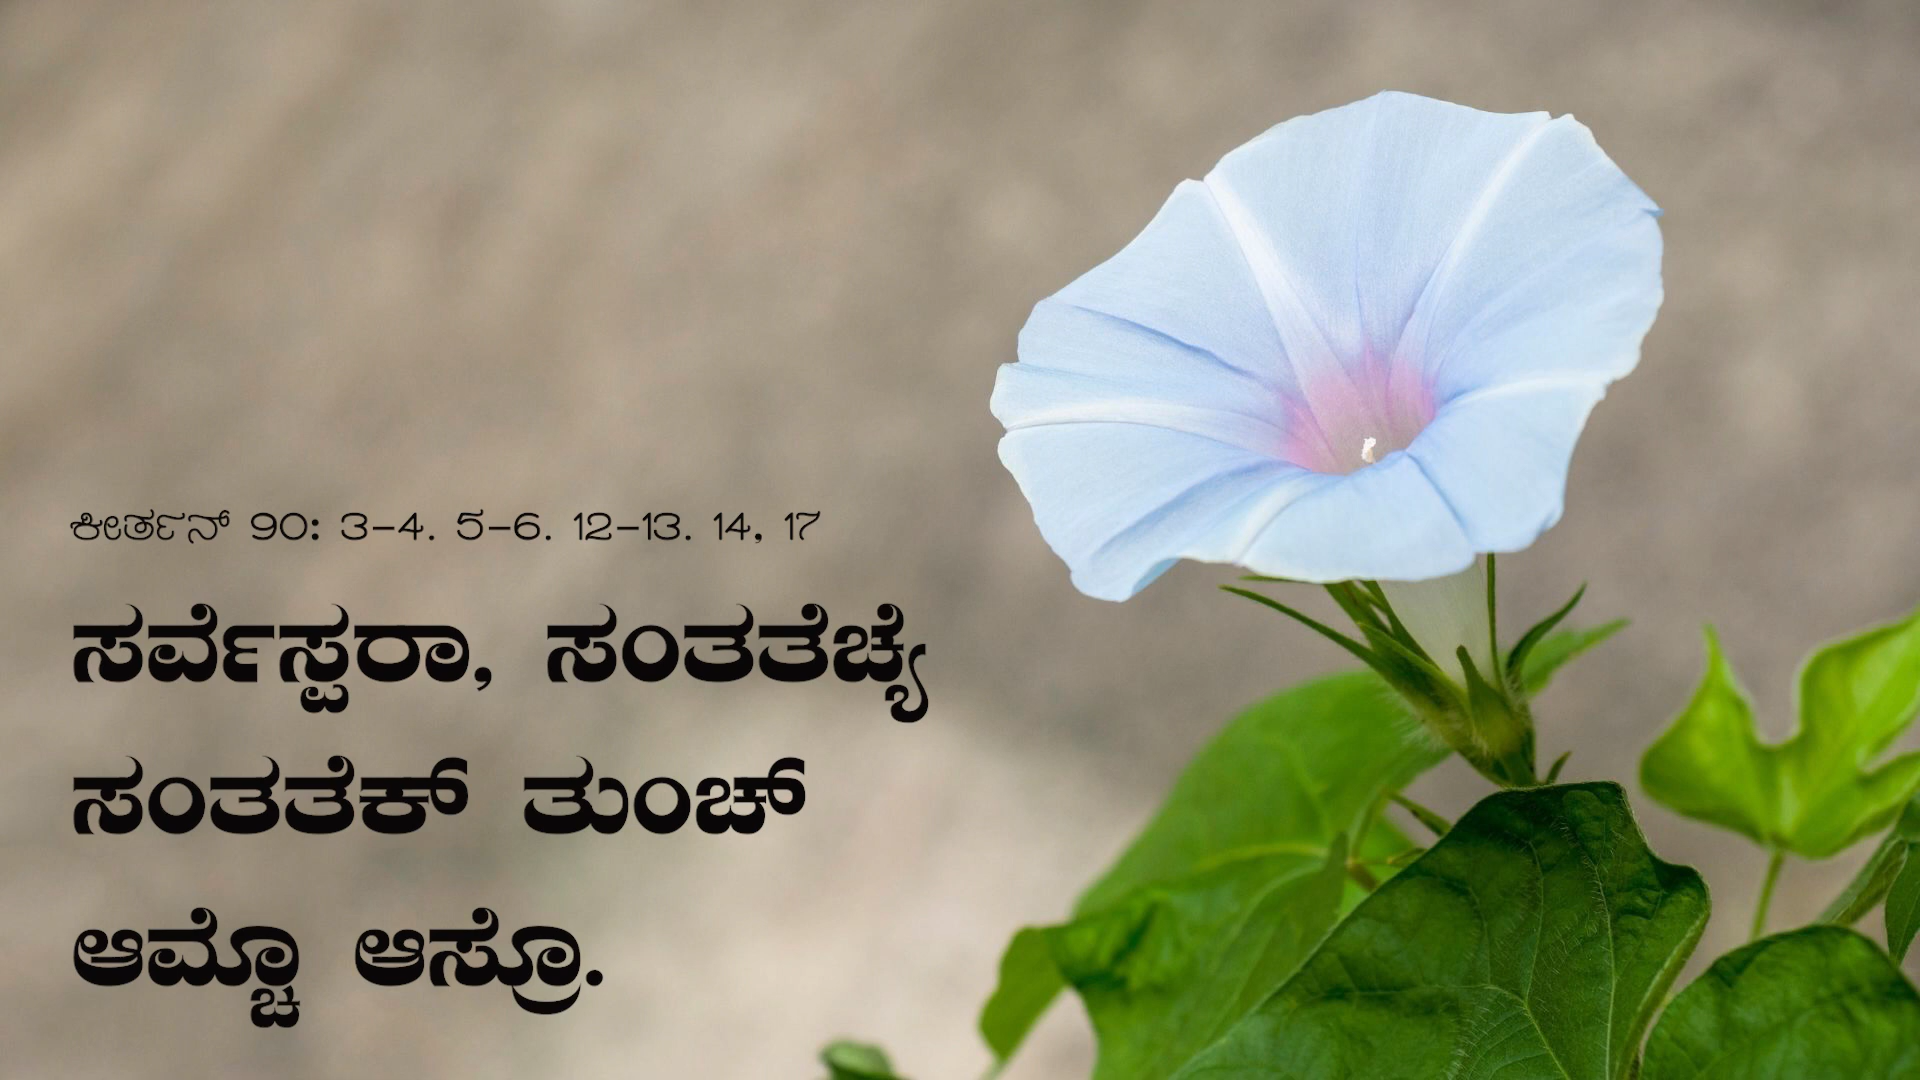 ಕೀರ್ತನ್ 90: 3-4. 5-6. 12-13. 14, 17
ಸರ್ವೆಸ್ಪರಾ, ಸಂತತೆಚ್ಯೆ
ಸಂತತೆಕ್ ತುಂಚ್
ಆಮ್ಚೊ ಆಸ್ರೊ.